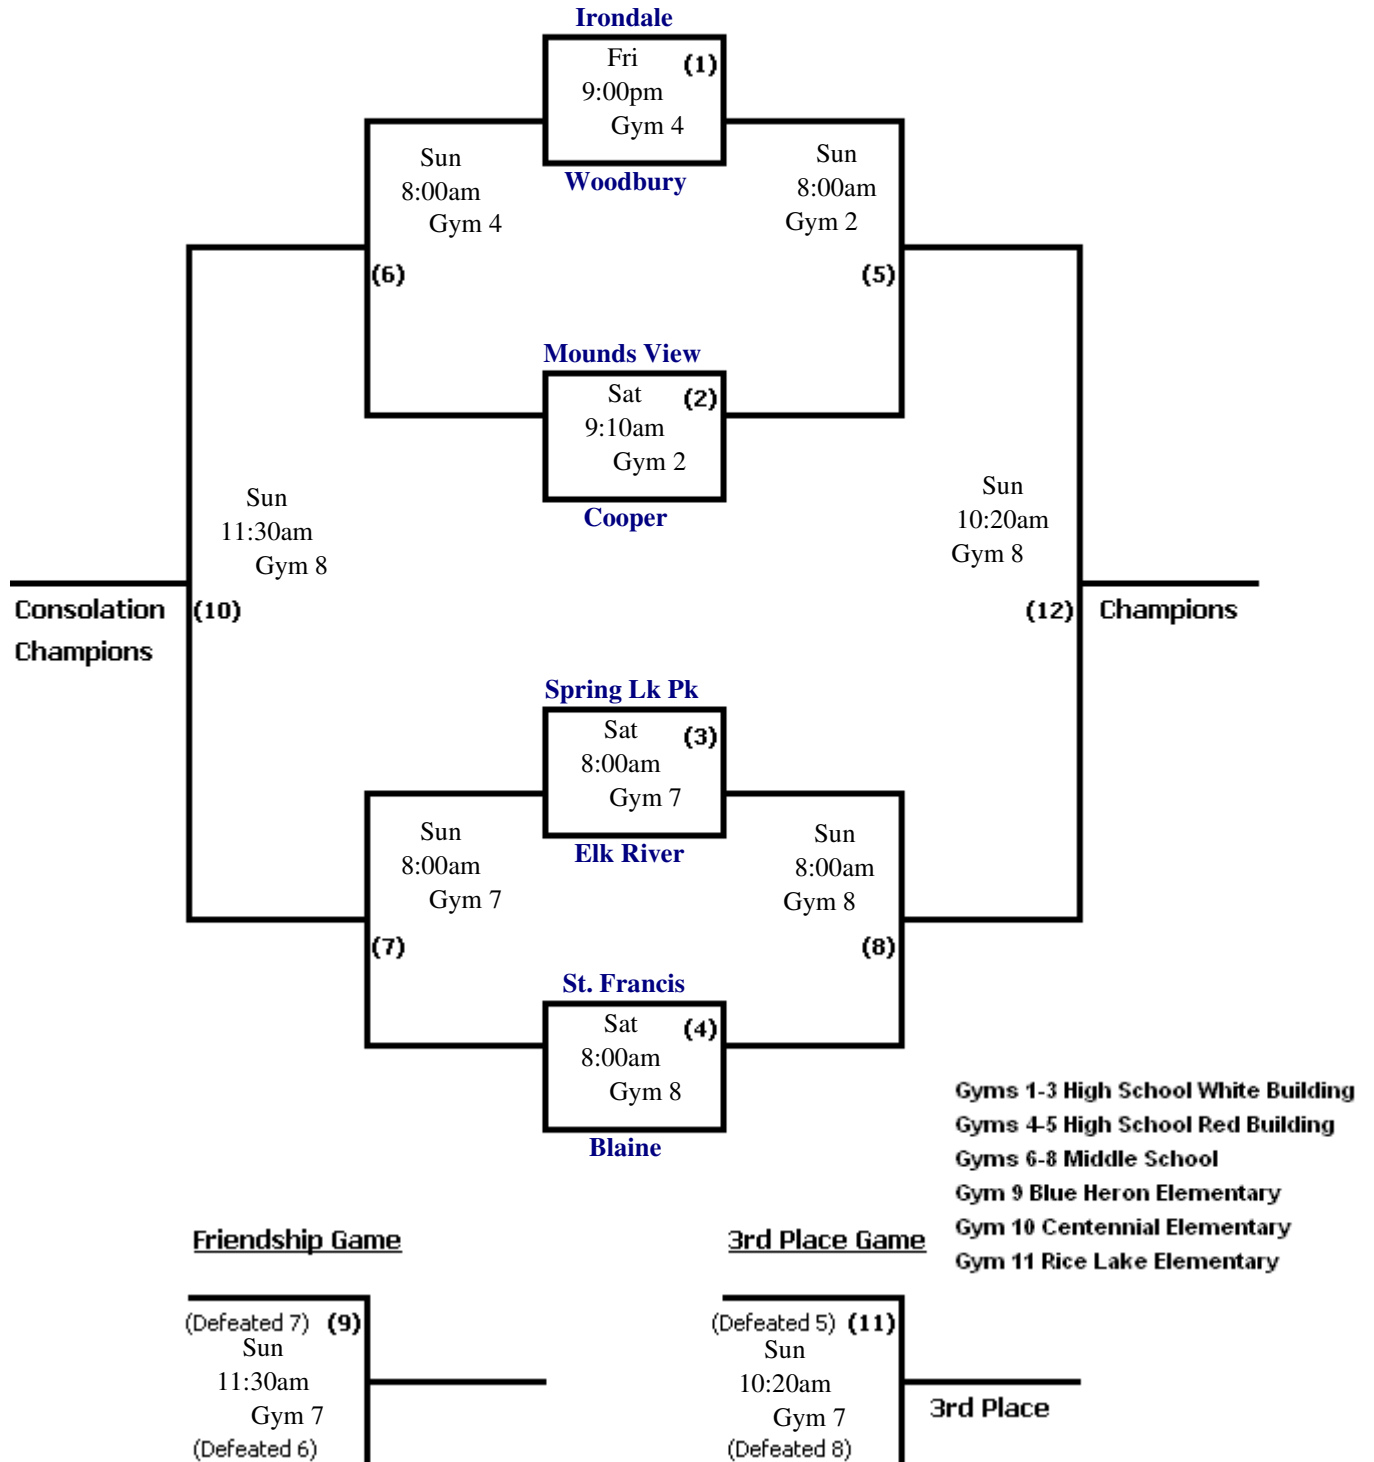 Irondale
Fri (1)
9:00pm
Gym 4
Woodbury
Sun
8:00am
Gym 4
(6)
Sun
8:00am
Gym 2
(5)
Mounds View
Sat (2)
9:10am
Gym 2
Cooper
Sun
11:30am
Gym 8
(10)
Consolation
Champions
Sun
10:20am
Gym 8
(12)
Champions
Spring Lk Pk
Sat (3)
8:00am
Gym 7
Elk River
Sun
8:00am
Gym 7
(7)
Sun
8:00am
Gym 8
(8)
St. Francis
Sat (4)
8:00am
Gym 8
Blaine
Gyms 1-3 High School White Building
Gyms 4-5 High School Red Building
Gyms 6-8 Middle School
Gym 9 Blue Heron Elementary
Gym 10 Centennial Elementary
Gym 11 Rice Lake Elementary
Friendship Game
(Defeated 7) (9)
Sun
11:30am
Gym 7
(Defeated 6)
3rd Place Game
(Defeated 5) (11)
Sun
10:20am
Gym 7
(Defeated 8)
3rd Place